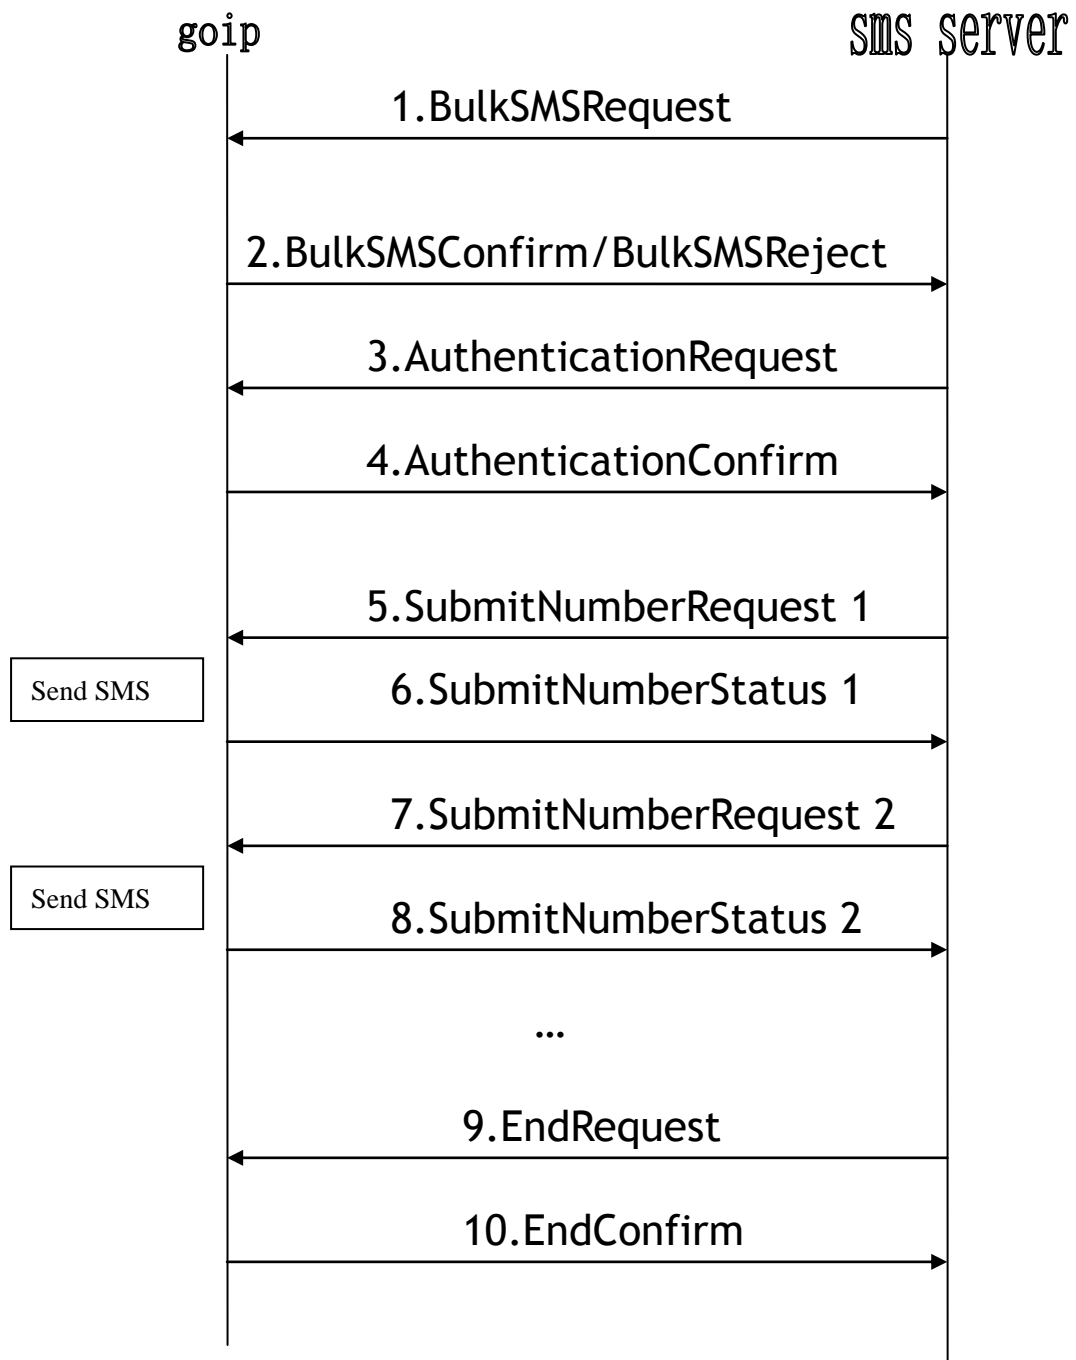 goip
sms server
1.BulkSMSRequest
2.BulkSMSConfirm/BulkSMSReject
3.AuthenticationRequest
4.AuthenticationConfirm
5.SubmitNumberRequest 1
Send SMS
6.SubmitNumberStatus 1
7.SubmitNumberRequest 2
Send SMS
8.SubmitNumberStatus 2
…
9.EndRequest
10.EndConfirm